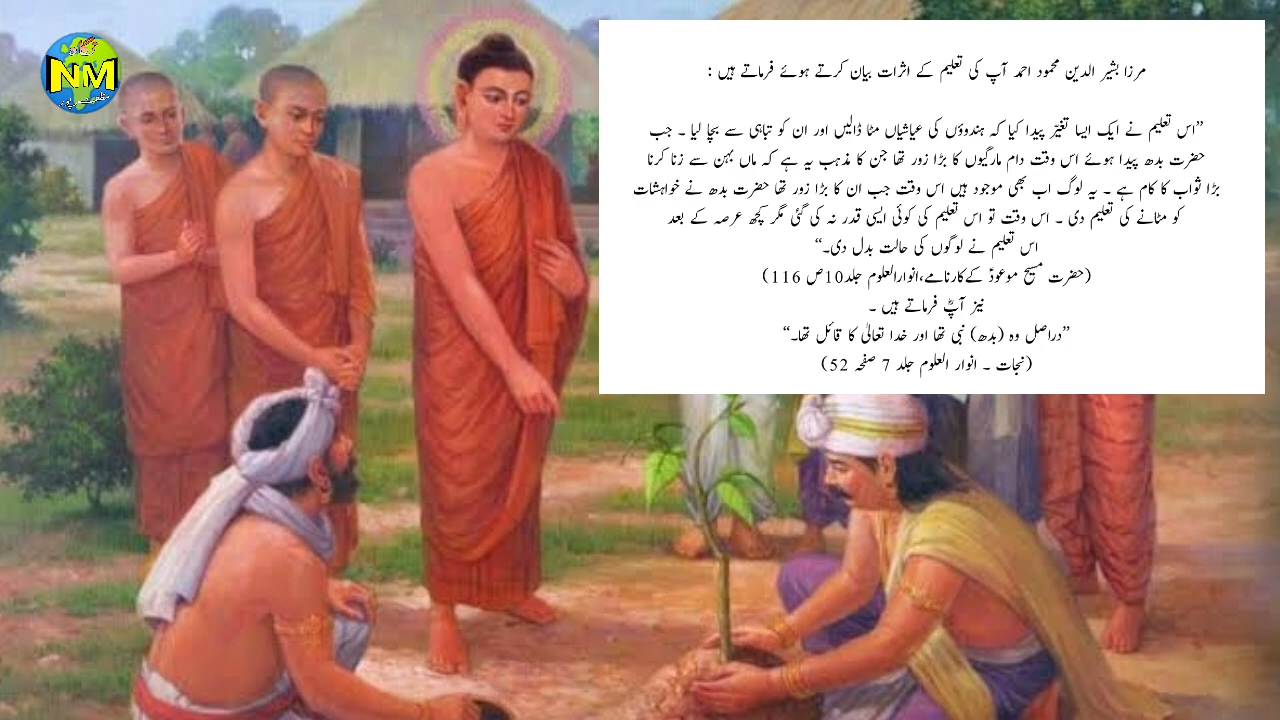 NM
مرزا بشیر الدین محمود احمد آپ کی تعلیم کے اثرات بیان کرتے ہوئے فرماتے ہیں :
”اس تعلیم نے ایک ایسا تغیّر پیدا کیا کہ ہندوؤں کی عیاشیاں مٹا ڈالیں اور ان کو تباہی سے بچا لیا ۔ جب
حضرت بدھ پیدا ہوئے اس وقت دام مارگیوں کا بڑا زور تھا جن کا مذہب یہ ہے کہ ماں بہن سے زنا کرنا
بڑا ثواب کا کام ہے ۔ یہ لوگ اب بھی موجود ہیں اس وقت جب ان کا بڑا زور تھا حضرت بدھ نے خواہشات
کو مٹانے کی تعلیم دی ۔ اس وقت تو اس تعلیم کی کوئی ایسی قدر نہ کی گئی مگر کچھ عرصہ کے بعد
اس تعلیم نے لوگوں کی حالت بدل دی۔“
(حضرت مسیح موعودؑ کےکارنامے،انوارالعلوم جلد10ص 116)
نیز آپؓ فرماتے ہیں ۔
”دراصل وہ (بدھ) نبی تھا اور خدا تعالیٰ کا قائل تھا۔“
(نجات ۔ انوار العلوم جلد 7 صفحہ 52)